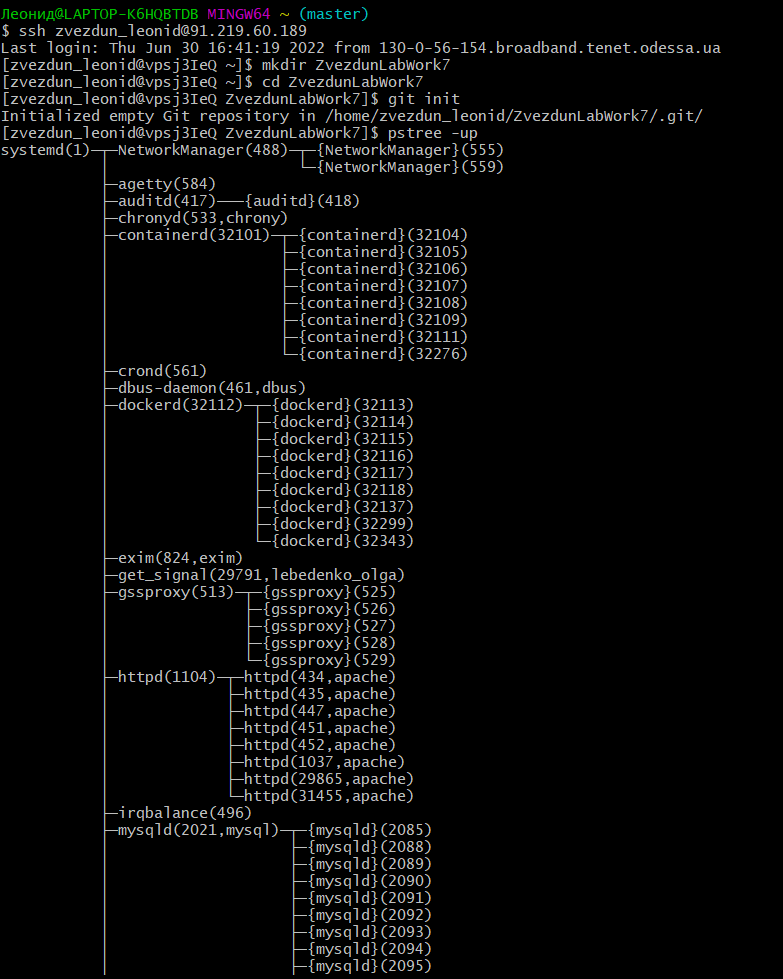 Леонид@LAPTOP-K6HQBTDB MINGW64 ~ (master)
$ ssh zvezdun_leonid@91.219.60.189
Last login: Thu Jun 30 16:41:19 2022 from 130-0-56-154.broadband.tenet.odessa.ua
[zvezdun_leonid@vpsj3IeQ ~]$ mkdir ZvezdunLabWork7
[zvezdun_leonid@vpsj3IeQ ~]$ cd ZvezdunLabWork7
[zvezdun_leonid@vpsj3IeQ ZvezdunLabWork7]$ git init
Initialized empty Git repository in /home/zvezdun_leonid/ZvezdunLabWork7/.git/
[zvezdun_leonid@vpsj3IeQ ZvezdunLabWork7]$ pstree -up
systemd(1)─┬─NetworkManager(488)─┬─{NetworkManager}(555)
           │                     └─{NetworkManager}(559)
           ├─agetty(584)
           ├─auditd(417)───{auditd}(418)
           ├─chronyd(533,chrony)
           ├─containerd(32101)─┬─{containerd}(32104)
           │                   ├─{containerd}(32105)
           │                   ├─{containerd}(32106)
           │                   ├─{containerd}(32107)
           │                   ├─{containerd}(32108)
           │                   ├─{containerd}(32109)
           │                   ├─{containerd}(32111)
           │                   └─{containerd}(32276)
           ├─crond(561)
           ├─dbus-daemon(461,dbus)
           ├─dockerd(32112)─┬─{dockerd}(32113)
           │                ├─{dockerd}(32114)
           │                ├─{dockerd}(32115)
           │                ├─{dockerd}(32116)
           │                ├─{dockerd}(32117)
           │                ├─{dockerd}(32118)
           │                ├─{dockerd}(32137)
           │                ├─{dockerd}(32299)
           │                └─{dockerd}(32343)
           ├─exim(824,exim)
           ├─get_signal(29791,lebedenko_olga)
           ├─gssproxy(513)─┬─{gssproxy}(525)
           │               ├─{gssproxy}(526)
           │               ├─{gssproxy}(527)
           │               ├─{gssproxy}(528)
           │               └─{gssproxy}(529)
           ├─httpd(1104)─┬─httpd(434,apache)
           │             ├─httpd(435,apache)
           │             ├─httpd(447,apache)
           │             ├─httpd(451,apache)
           │             ├─httpd(452,apache)
           │             ├─httpd(1037,apache)
           │             ├─httpd(29865,apache)
           │             └─httpd(31455,apache)
           ├─irqbalance(496)
           ├─mysqld(2021,mysql)─┬─{mysqld}(2085)
           │                    ├─{mysqld}(2088)
           │                    ├─{mysqld}(2089)
           │                    ├─{mysqld}(2090)
           │                    ├─{mysqld}(2091)
           │                    ├─{mysqld}(2092)
           │                    ├─{mysqld}(2093)
           │                    ├─{mysqld}(2094)
           │                    ├─{mysqld}(2095)